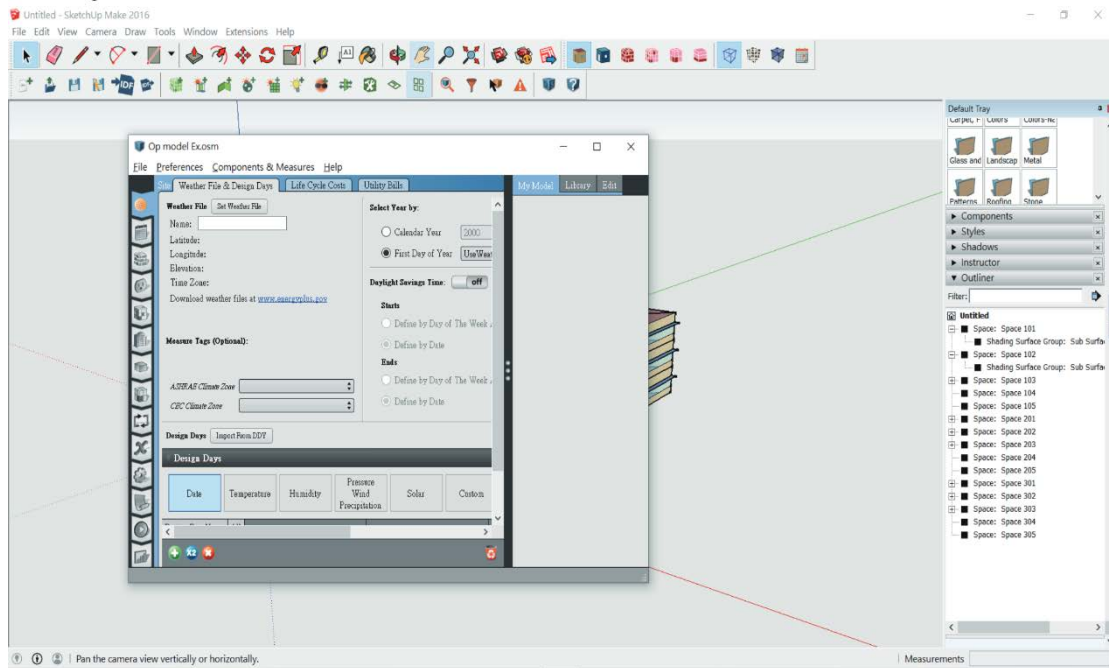 Untitled - SketchUp Make 2016
File Edit View Camera Draw Tools Window Extensions Help
Default Tray
Carpet, F Colors Colors-Na
Glass and Landscap Metal
Patterns Roofing Stone
Components
Styles
Shadows
Instructor
Outliner
Filter:
Untitled
Space: Space 101
Shading Surface Group: Sub Surfa
Space: Space 102
Shading Surface Group: Sub Surfa
Space: Space 103
Space: Space 104
Space: Space 105
Space: Space 201
Space: Space 202
Space: Space 203
Space: Space 204
Space: Space 205
Space: Space 301
Space: Space 302
Space: Space 303
Space: Space 304
Space: Space 305
Op model Ex.osm
File Preferences Components & Measures Help
Site Weather File & Design Days Life Cycle Costs Utility Bills
My Model Library Edit
Weather File Set Weather File
Name:
Latitude:
Longitude:
Elevation:
Time Zone:
Download weather files at www.energyplus.gov
Measure Tags (Optional):
ASHRAE Climate Zone
CEC Climate Zone
Select Year by:
Calendar Year 2000
First Day of Year UseWeat
Daylight Savings Time: off
Starts
Define by Day of The Week
Define by Date
Ends
Define by Day of The Week
Define by Date
Design Days Import From DDY
Design Days
Date Temperature Humidity Pressure Wind Precipitation Solar Custom
x2
Pan the camera view vertically or horizontally.
Measurements